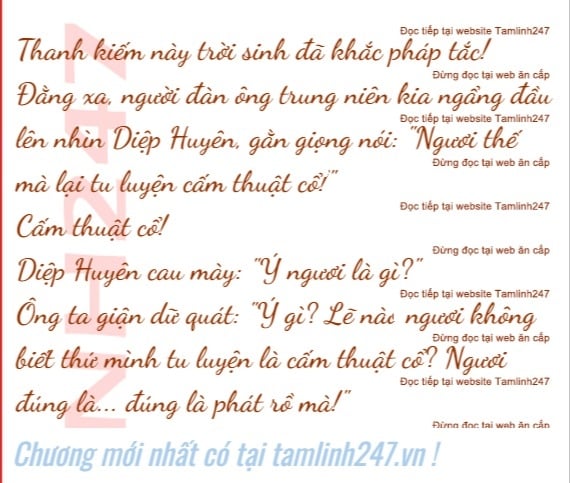 Đọc tiếp tại website Tamlinh247
Thanh kiếm này trời sinh đã khắc pháp tắc!
Đừng đọc tại web ăn cắp
Đằng xa, người đàn ông trung niên kia ngẩng đầu
Đọc tiếp tại website Tamlinh247
lên nhìn Diệp Huyên, gằn giọng nói: "Ngươi thế
Đừng đọc tại web ăn cắp
mà lại tu luyện cấm thuật cổ!"
Đọc tiếp tại website Tamlinh247
Cấm thuật cổ!
Đừng đọc tại web ăn cắp
Diệp Huyên cau mày: "Ý ngươi là gì?"
Đọc tiếp tại website Tamlinh247
Ông ta giận dữ quát: "Ý gì? Lẽ nào ngươi không
Đừng đọc tại web ăn cắp
biết thứ mình tu luyện là cấm thuật cổ? Ngươi
Đọc tiếp tại website Tamlinh247
đúng là... đúng là phát rồ mà!"
Đừng đọc tại web ăn cắp
Chương mới nhất có tại tamlinh247.vn !
NH247